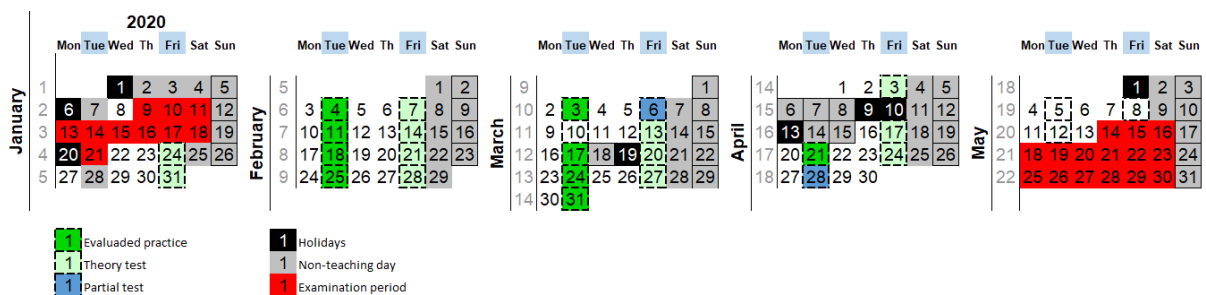 2020
Mon Tue Wed Th Fri Sat Sun Mon Tue Wed Th Fri Sat Sun Mon Tue Wed Th Fri Sat Sun Mon Tue Wed Th Fri Sat Sun Mon Tue Wed Th Fri Sat Sun
January
1 1 2 3 4 5
2 6 7 8 9 10 11 12
3 13 14 15 16 17 18 19
4 20 21 22 23 24 25 26
5 27 28 29 30 31
February
5 1 2
6 3 4 5 6 7 8 9
7 10 11 12 13 14 15 16
8 17 18 19 20 21 22 23
9 24 25 26 27 28 29
March
9 1
10 2 3 4 5 6 7 8
11 9 10 11 12 13 14 15
12 16 17 18 19 20 21 22
13 23 24 25 26 27 28 29
14 30 31
April
14 1 2 3 4 5
15 6 7 8 9 10 11 12
16 13 14 15 16 17 18 19
17 20 21 22 23 24 25 26
18 27 28 29 30
May
18 1 2 3
19 4 5 6 7 8 9 10
20 11 12 13 14 15 16 17
21 18 19 20 21 22 23 24
22 25 26 27 28 29 30 31
1 Evaluaded practice
1 Theory test
1 Partial test
1 Holidays
1 Non-teaching day
1 Examination period